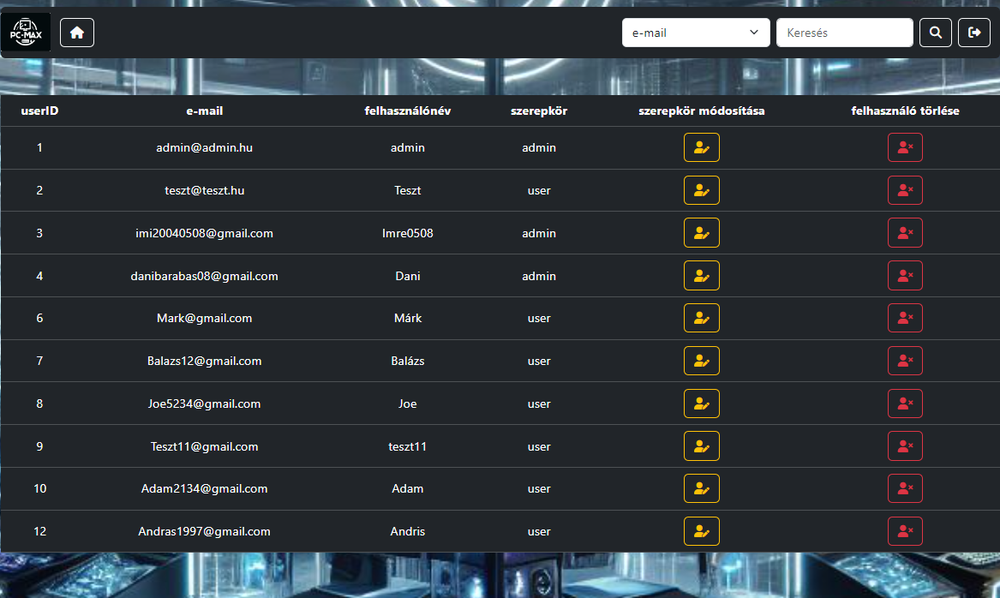 PC-MAX
e-mail
Keresés
userID e-mail felhasználónév szerepkör szerepkör módosítása felhasználó törlése
1 admin@admin.hu admin admin
2 teszt@teszt.hu Teszt user
3 imi20040508@gmail.com Imre0508 admin
4 danibarabas08@gmail.com Dani admin
6 Mark@gmail.com Márk user
7 Balazs12@gmail.com Balázs user
8 Joe5234@gmail.com Joe user
9 Teszt11@gmail.com teszt11 user
10 Adam2134@gmail.com Adam user
12 Andras1997@gmail.com Andris user